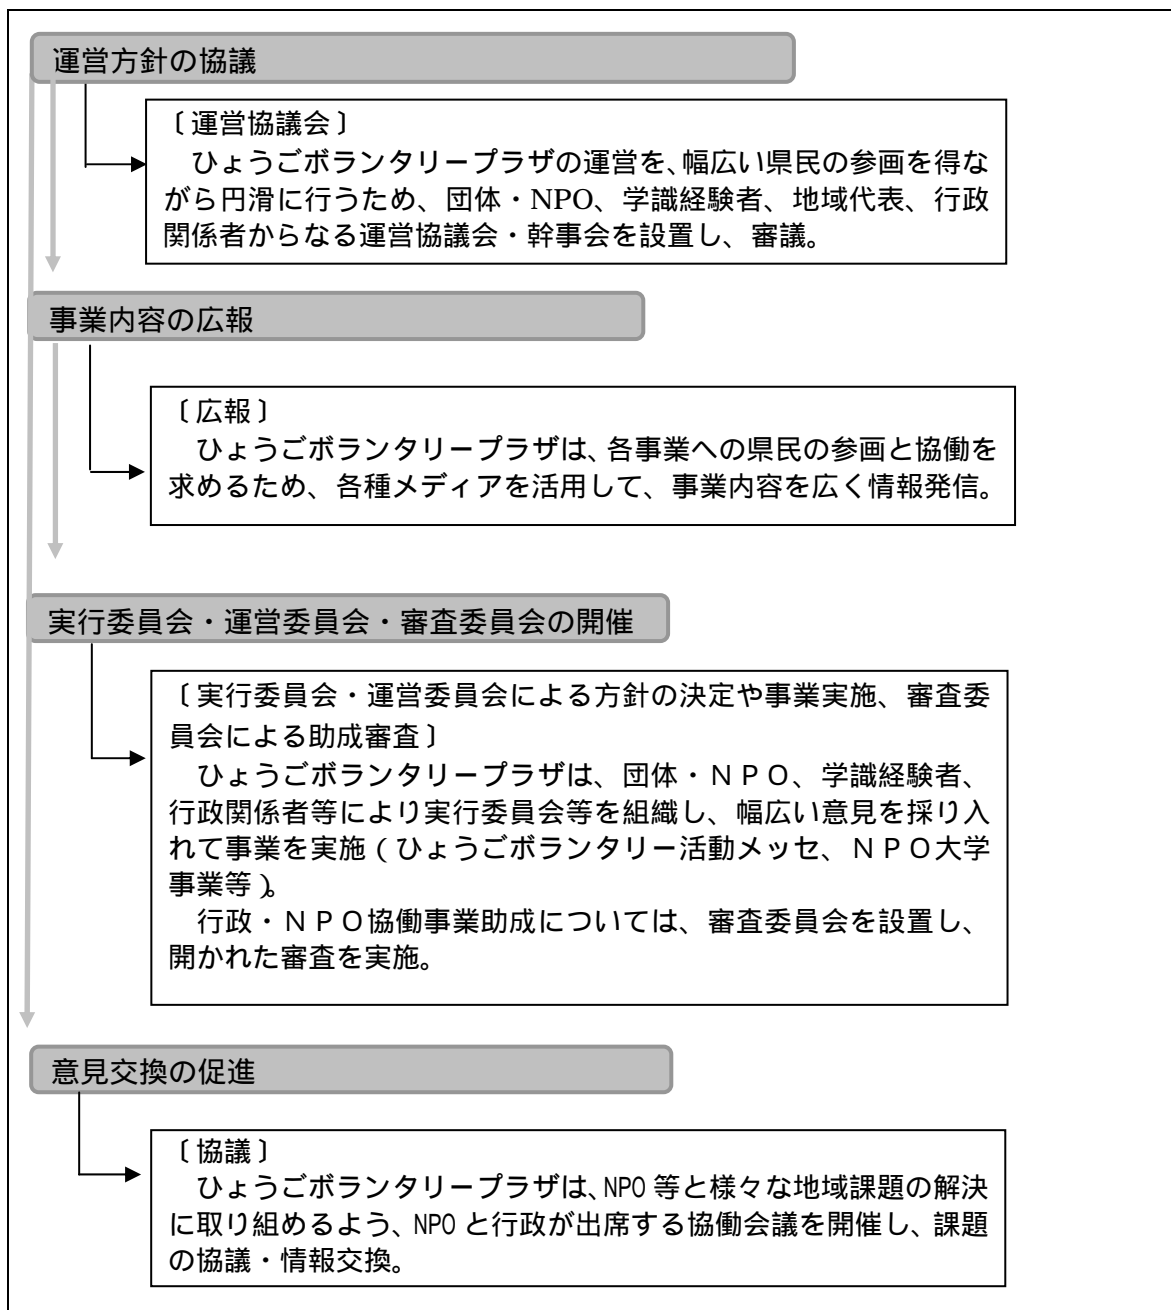 運営方針の協議
〔運営協議会〕
ひょうごボランタリープラザの運営を、幅広い県民の参画を得な
がら円滑に行うため、団体・NPO、学識経験者、地域代表、行政
関係者からなる運営協議会・幹事会を設置し、審議。
事業内容の広報
〔広報〕
ひょうごボランタリープラザは、各事業への県民の参画と協働を
求めるため、各種メディアを活用して、事業内容を広く情報発信。
実行委員会・運営委員会・審査委員会の開催
〔実行委員会・運営委員会による方針の決定や事業実施、審査委
員会による助成審査〕
ひょうごボランタリープラザは、団体・ＮＰＯ、学識経験者、
行政関係者等により実行委員会等を組織し、幅広い意見を採り入
れて事業を実施（ひょうごボランタリー活動メッセ、ＮＰＯ大学
事業等）。
行政・ＮＰＯ協働事業助成については、審査委員会を設置し、
開かれた審査を実施。
意見交換の促進
〔協議〕
ひょうごボランタリープラザは、NPO等と様々な地域課題の解決
に取り組めるよう、NPOと行政が出席する協働会議を開催し、課題
の協議・情報交換。